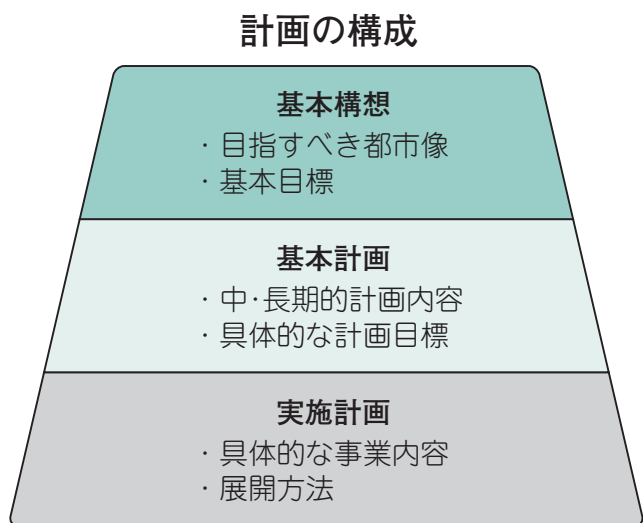 計画の構成
基本構想
・目指すべき都市像
・基本目標
基本計画
・中・長期的計画内容
・具体的な計画目標
実施計画
・具体的な事業内容
・展開方法